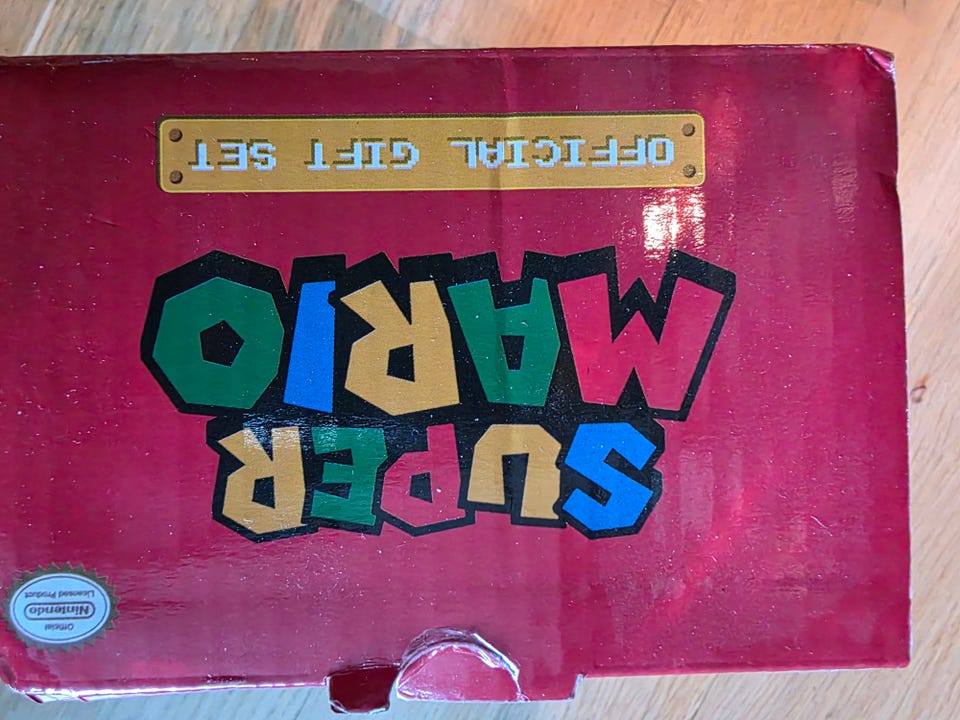 SUPER
MARIO
OFFICIAL GIFT SET
Official
Nintendo
Licensed Product